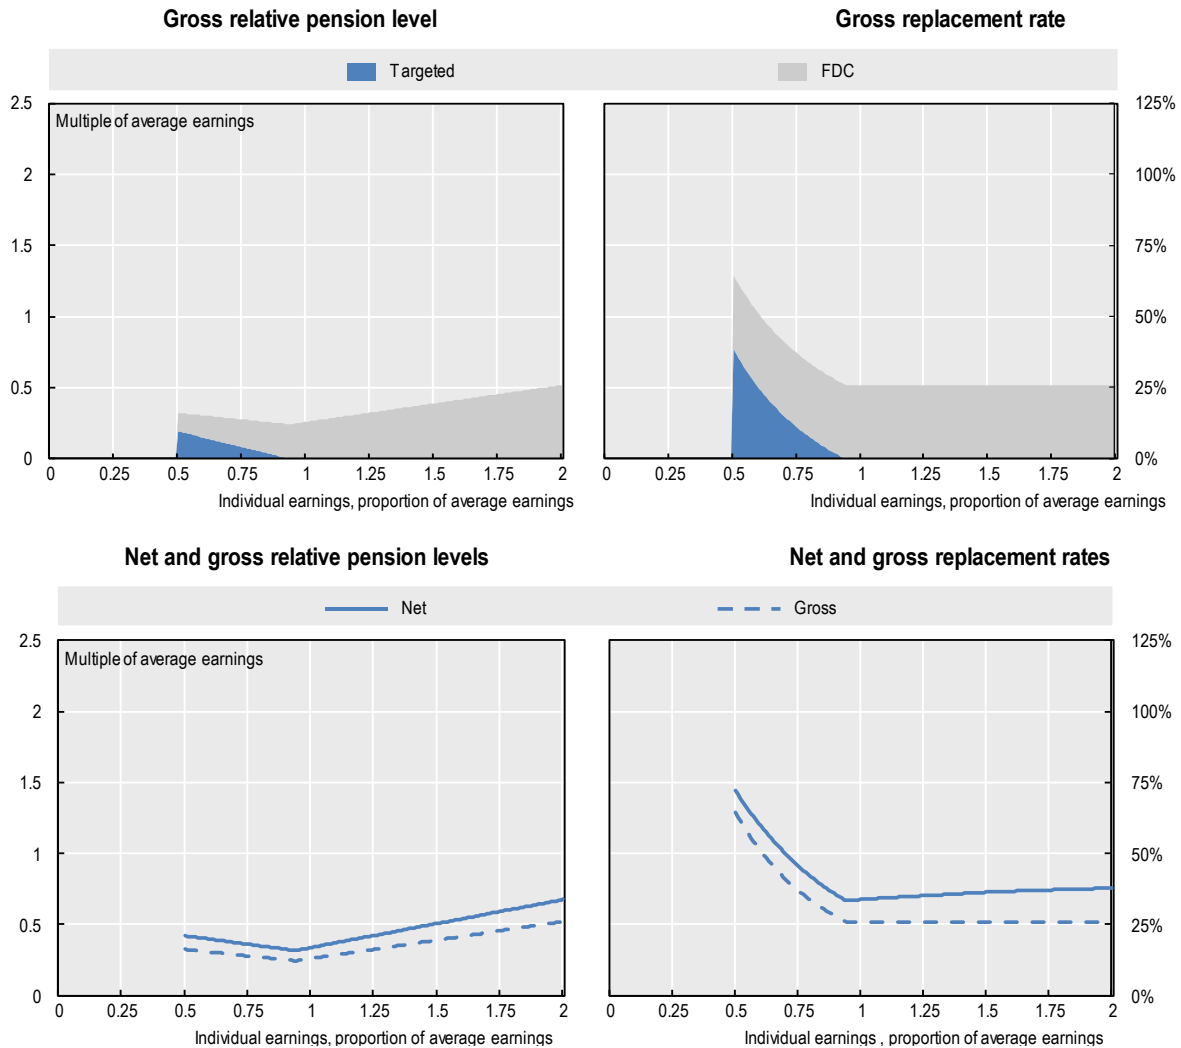 Gross relative pension level
Gross replacement rate
Targeted
FDC
Multiple of average earnings
2.5
2
1.5
1
0.5
0
0 0.25 0.5 0.75 1 1.25 1.5 1.75 2
Individual earnings, proportion of average earnings
125%
100%
75%
50%
25%
0%
0 0.25 0.5 0.75 1 1.25 1.5 1.75 2
Individual earnings, proportion of average earnings
Net and gross relative pension levels
Net and gross replacement rates
Net
Gross
Multiple of average earnings
2.5
2
1.5
1
0.5
0
0 0.25 0.5 0.75 1 1.25 1.5 1.75 2
Individual earnings, proportion of average earnings
125%
100%
75%
50%
25%
0%
0 0.25 0.5 0.75 1 1.25 1.5 1.75 2
Individual earnings , proportion of average earnings